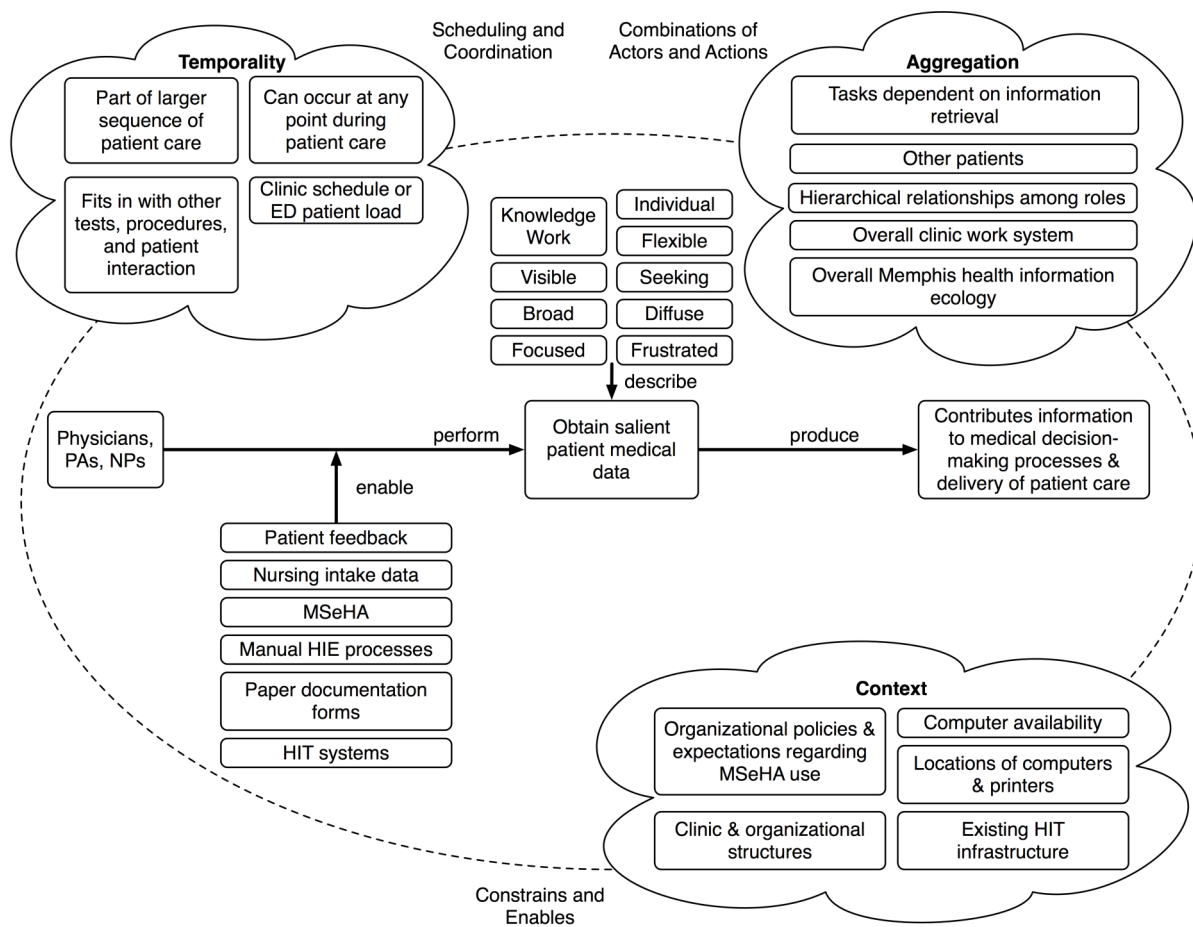 Scheduling and
Coordination
Combinations of
Actors and Actions
Temporality
Part of larger
sequence of
patient care
Can occur at any
point during
patient care
Fits in with other
tests, procedures,
and patient
interaction
Clinic schedule or
ED patient load
Aggregation
Tasks dependent on information
retrieval
Other patients
Hierarchical relationships among roles
Overall clinic work system
Overall Memphis health information
ecology
Knowledge
Work
Visible
Broad
Focused
Individual
Flexible
Seeking
Diffuse
Frustrated
describe
Physicians,
PAs, NPs
perform
Obtain salient
patient medical
data
produce
Contributes information
to medical decision-
making processes &
delivery of patient care
enable
Patient feedback
Nursing intake data
MSeHA
Manual HIE processes
Paper documentation
forms
HIT systems
Context
Organizational policies &
expectations regarding
MSeHA use
Computer availability
Locations of computers
& printers
Clinic & organizational
structures
Existing HIT
infrastructure
Constrains and
Enables